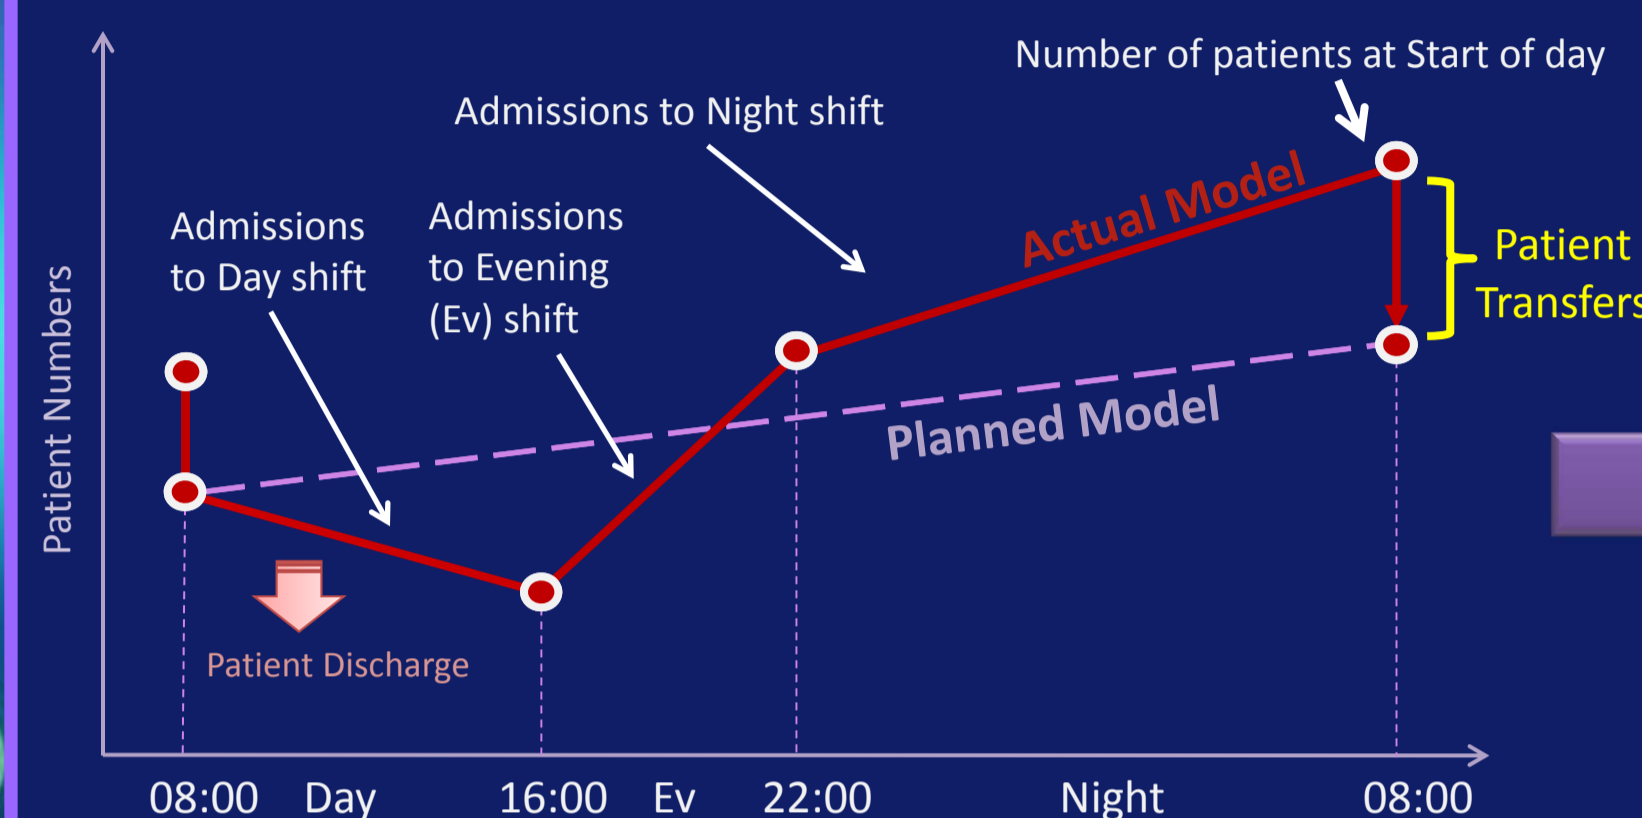 Number of patients at Start of day
Admissions to Night shift
Admissions
to Day shift
Admissions
to Evening
(Ev) shift
Actual Model
Patient
Transfers
Planned Model
Patient Numbers
Patient Discharge
08:00 Day 16:00 Ev 22:00 Night 08:00